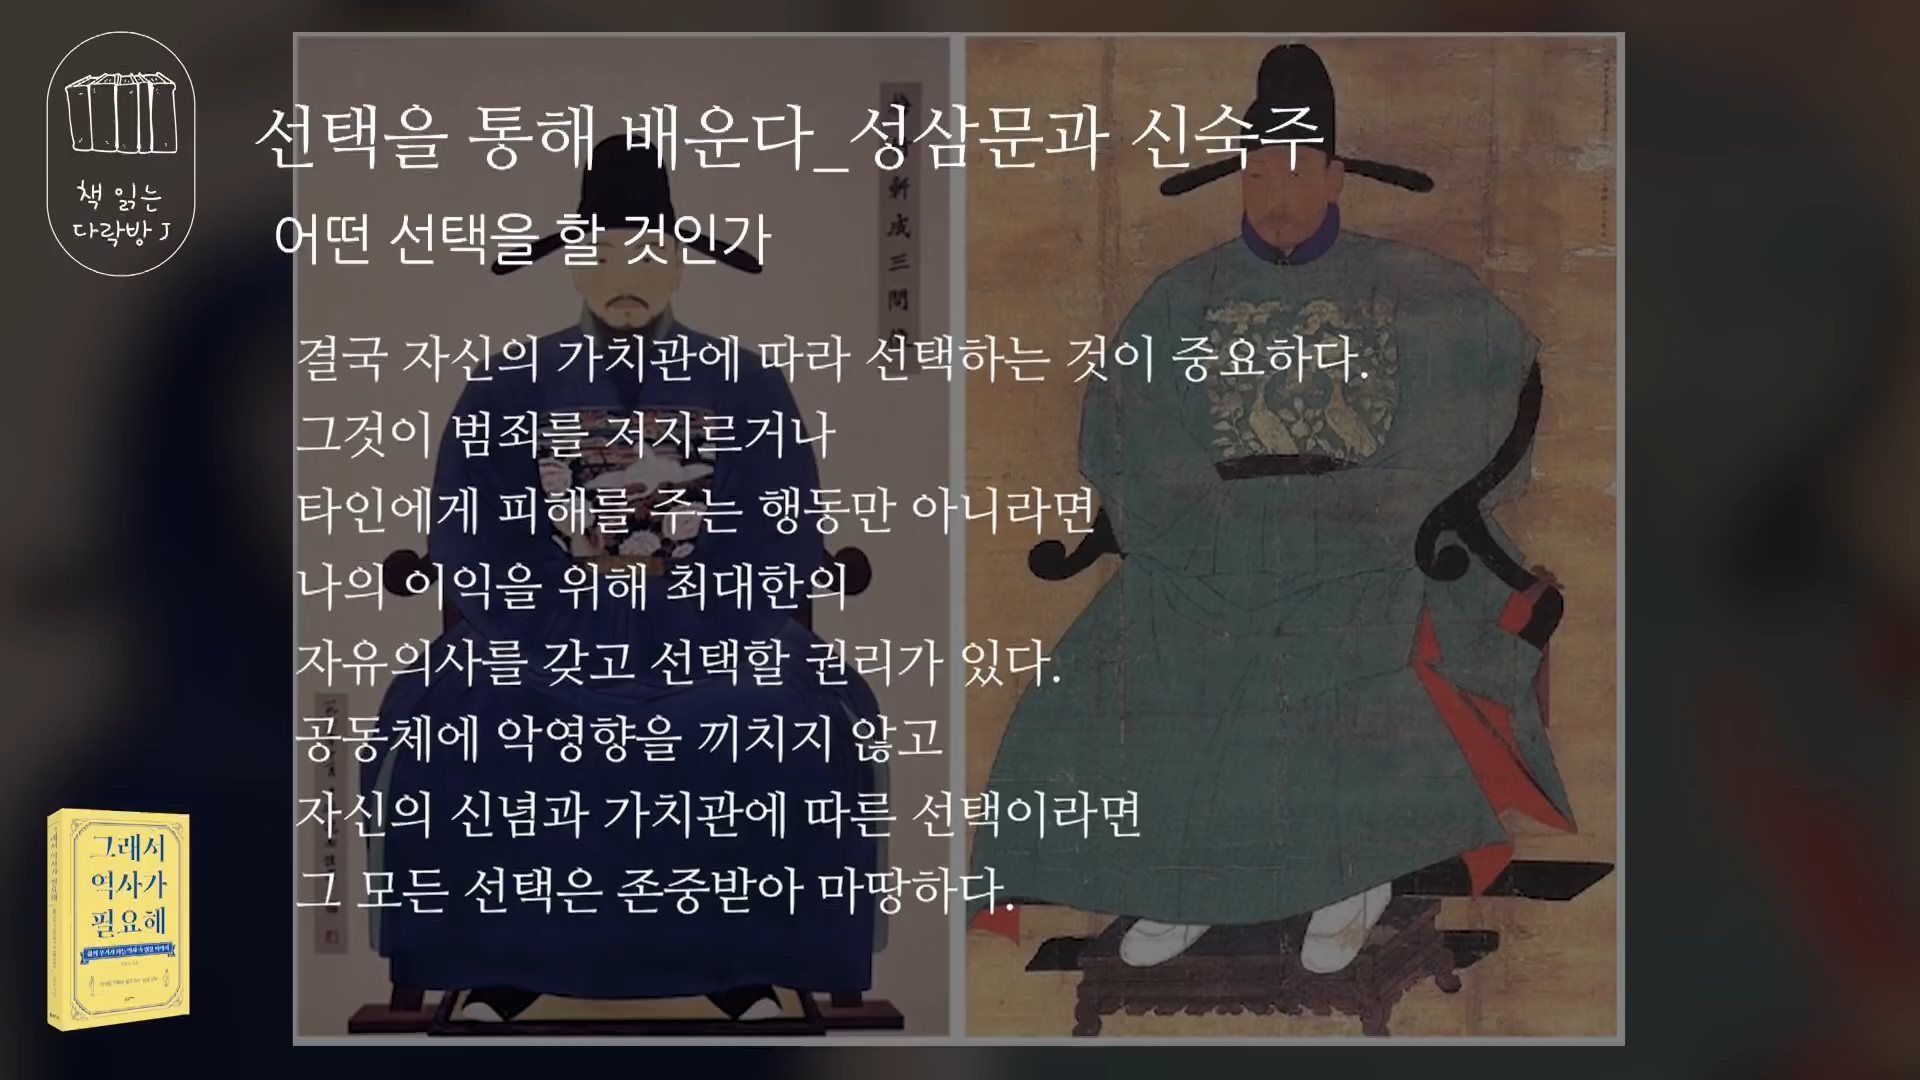 책 읽는
다락방 J
선택을 통해 배운다_성삼문과 신숙주
어떤 선택을 할 것인가
결국 자신의 가치관에 따라 선택하는 것이 중요하다.
그것이 범죄를 저지르거나
타인에게 피해를 주는 행동만 아니라면
나의 이익을 위해 최대한의
자유의사를 갖고 선택할 권리가 있다.
공동체에 악영향을 끼치지 않고
자신의 신념과 가치관에 따른 선택이라면
그 모든 선택은 존중받아 마땅하다.
軒成三問
그래서
역사가
필요해